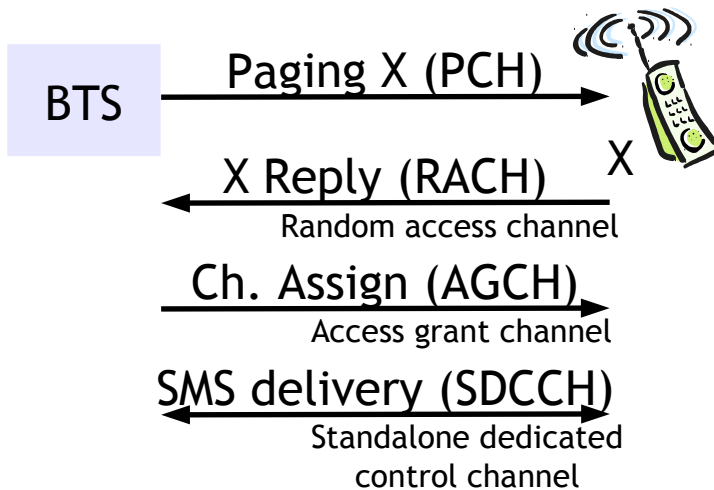 Paging X (PCH)
BTS
X
X Reply (RACH)
Random access channel
Ch. Assign (AGCH)
Access grant channel
SMS delivery (SDCCH)
Standalone dedicated
control channel